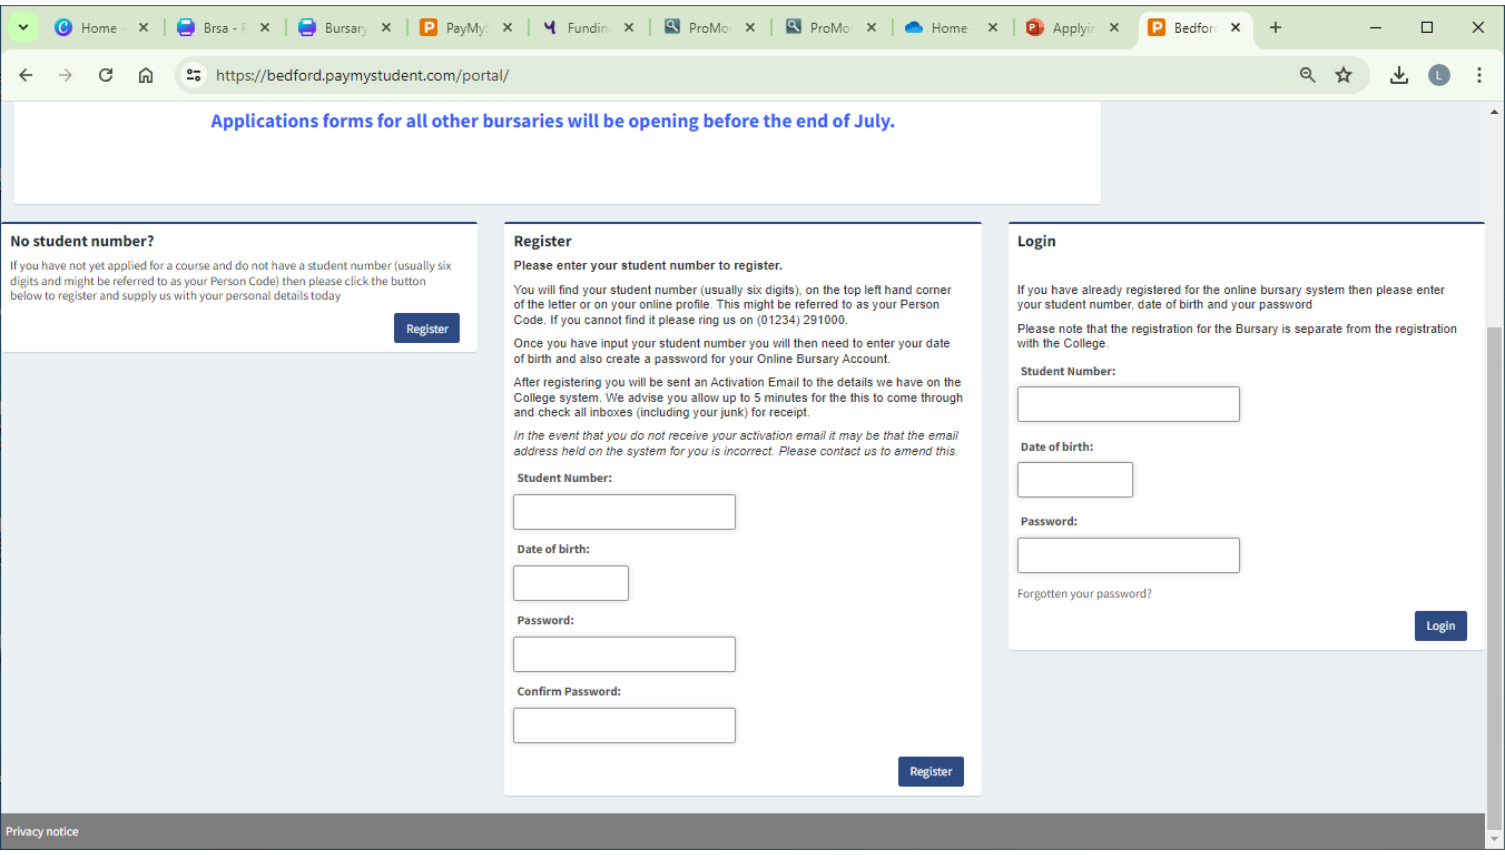 Home
Brsa - F
Bursary
PayMyS
Fundin
ProMo
ProMo
Home
Applyin
Bedford
https://bedford.paymystudent.com/portal/
L
Applications forms for all other bursaries will be opening before the end of July.
No student number?
If you have not yet applied for a course and do not have a student number (usually six
digits and might be referred to as your Person Code) then please click the button
below to register and supply us with your personal details today
Register
Register
Please enter your student number to register.
You will find your student number (usually six digits), on the top left hand corner
of the letter or on your online profile. This might be referred to as your Person
Code. If you cannot find it please ring us on (01234) 291000.
Once you have input your student number you will then need to enter your date
of birth and also create a password for your Online Bursary Account.
After registering you will be sent an Activation Email to the details we have on the
College system. We advise you allow up to 5 minutes for the this to come through
and check all inboxes (including your junk) for receipt.
In the event that you do not receive your activation email it may be that the email
address held on the system for you is incorrect. Please contact us to amend this.
Student Number:
Date of birth:
Password:
Confirm Password:
Register
Login
If you have already registered for the online bursary system then please enter
your student number, date of birth and your password
Please note that the registration for the Bursary is separate from the registration
with the College.
Student Number:
Date of birth:
Password:
Forgotten your password?
Login
Privacy notice